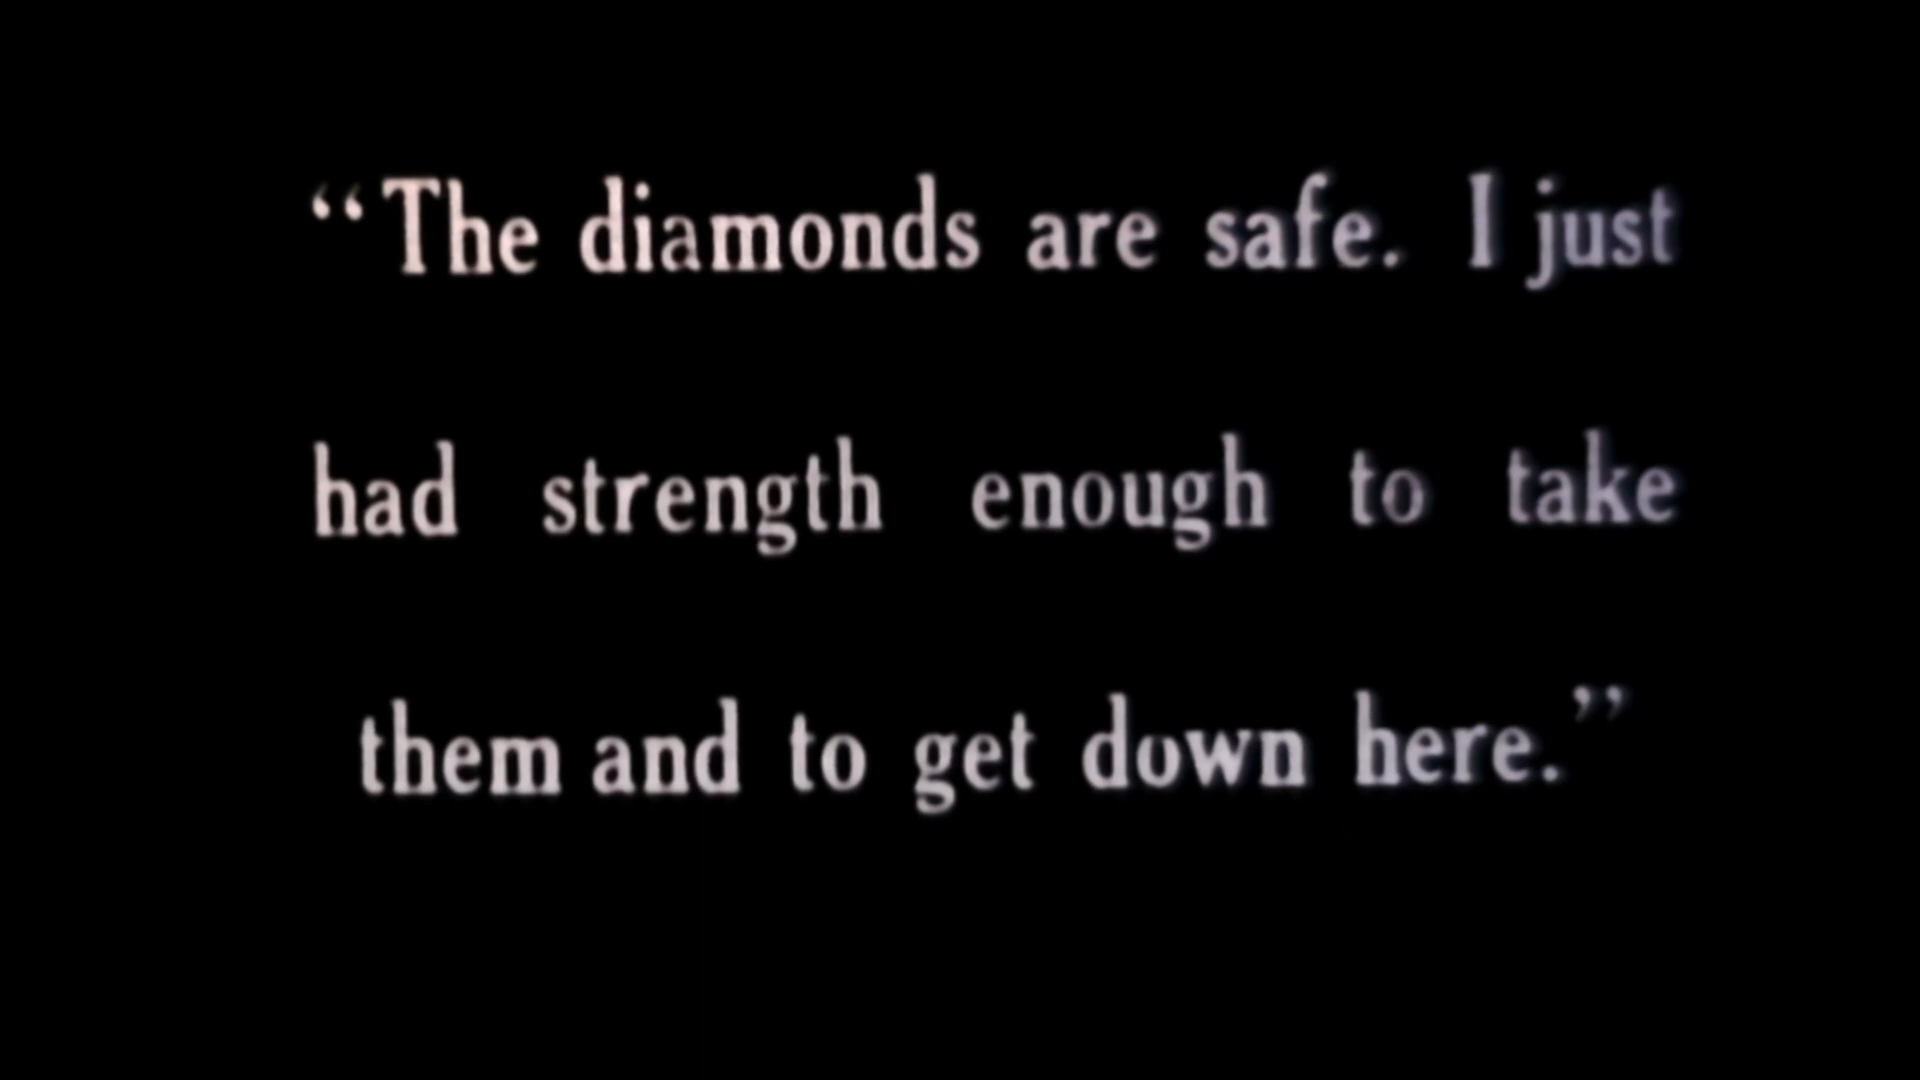 “The diamonds are safe. I just
had strength enough to take
them and to get down here.”